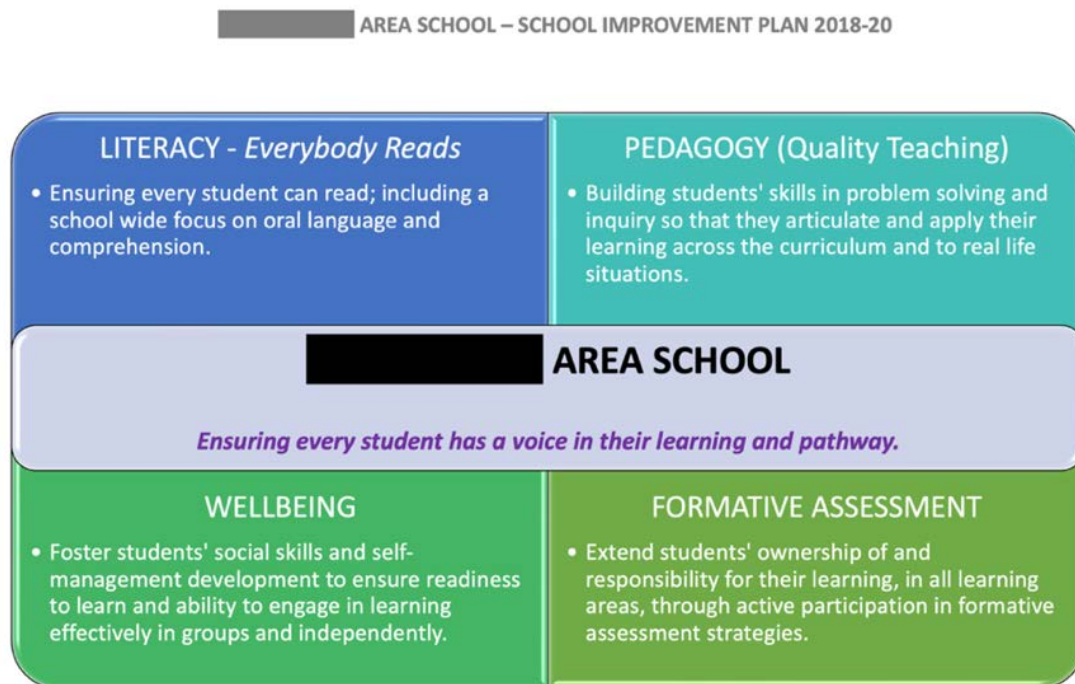 AREA SCHOOL – SCHOOL IMPROVEMENT PLAN 2018-20
LITERACY - Everybody Reads
• Ensuring every student can read; including a
school wide focus on oral language and
comprehension.
PEDAGOGY (Quality Teaching)
• Building students' skills in problem solving and
inquiry so that they articulate and apply their
learning across the curriculum and to real life
situations.
AREA SCHOOL
Ensuring every student has a voice in their learning and pathway.
WELLBEING
• Foster students' social skills and self-
management development to ensure readiness
to learn and ability to engage in learning
effectively in groups and independently.
FORMATIVE ASSESSMENT
• Extend students' ownership of and
responsibility for their learning, in all learning
areas, through active participation in formative
assessment strategies.